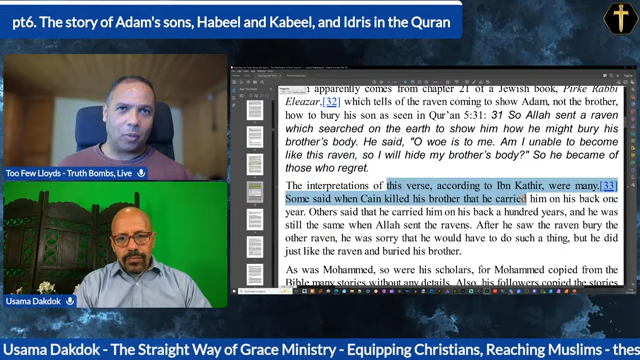 pt6. The story of Adam's sons, Habeel and Kabeel, and Idris in the Quran
Too Few Lloyds - Truth Bombs, Live
Usama Dakdok
apparently comes from chapter 21 of a Jewish book, Pirke Rabbi
Eleazar,[32] which tells of the raven coming to show Adam, not the brother,
how to bury his son as seen in Qur'an 5:31: 31 So Allah sent a raven
which searched on the earth to show him how he might bury his
brother's body. He said, "O woe is to me. Am I unable to become
like this raven, so I will hide my brother's body?" So he became of
those who regret.
The interpretations of this verse, according to Ibn Kathir, were many.[33]
Some said when Cain killed his brother that he carried him on his back one
year. Others said that he carried him on his back a hundred years, and he was
still the same when Allah sent the ravens. After he saw the raven bury the
other raven, he was sorry that he would have to do such a thing, but he did
just like the raven and buried his brother.
As was Mohammed, so were his scholars, for Mohammed copied from the
Bible many stories without any details. Also, his followers copied the stories
Usama Dakdok - The Straight Way of Grace Ministry - Equipping Christians, Reaching Muslims - thes